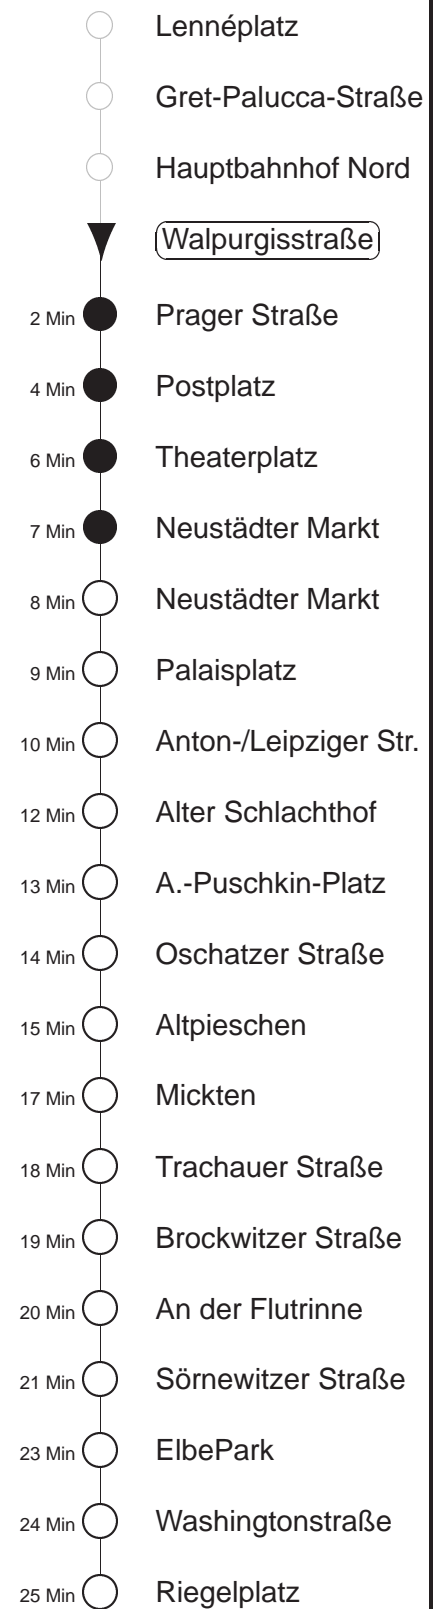 Lennéplatz
Gret-Palucca-Straße
Hauptbahnhof Nord
Walpurgisstraße
2 Min Prager Straße
4 Min Postplatz
6 Min Theaterplatz
7 Min Neustädter Markt
8 Min Neustädter Markt
9 Min Palaisplatz
10 Min Anton-/Leipziger Str.
12 Min Alter Schlachthof
13 Min A.-Puschkin-Platz
14 Min Oschatzer Straße
15 Min Altpieschen
17 Min Mickten
18 Min Trachauer Straße
19 Min Brockwitzer Straße
20 Min An der Flutrinne
21 Min Sörnewitzer Straße
23 Min ElbePark
24 Min Washingtonstraße
25 Min Riegelplatz